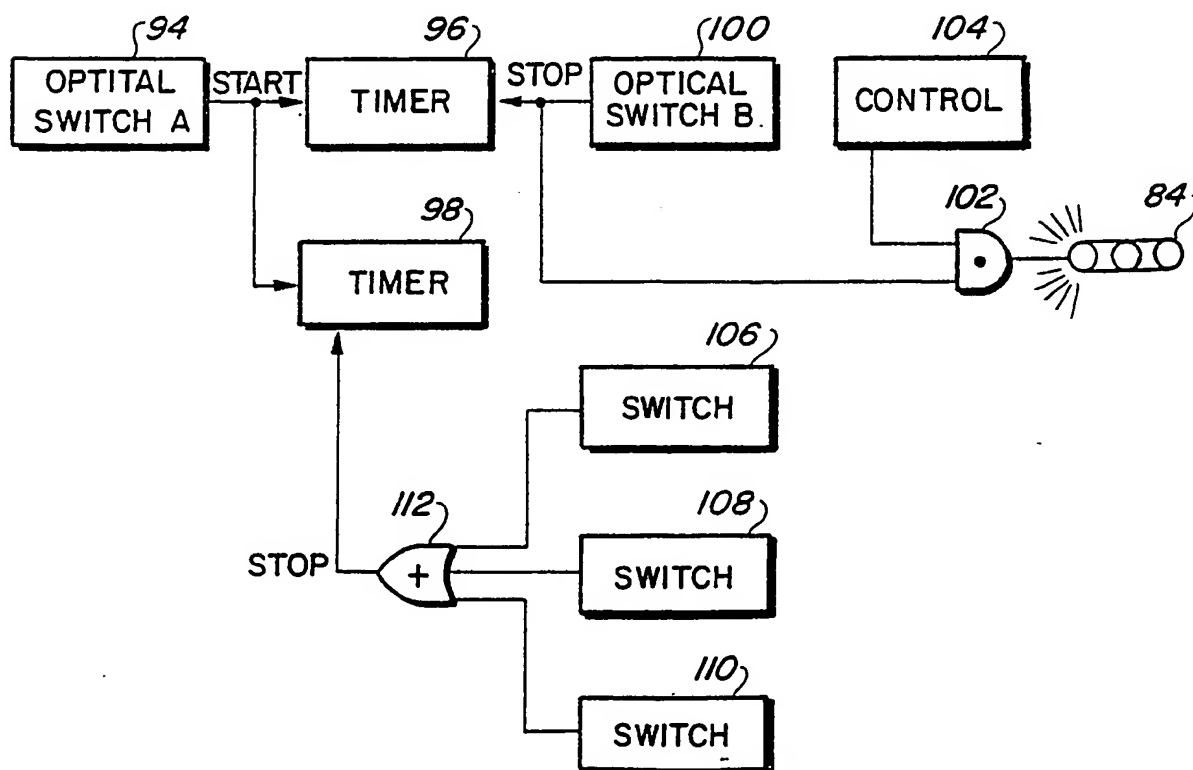 94
96
100
104
OPTITAL
SWITCH A
START
TIMER
STOP
OPTICAL
SWITCH B.
CONTROL
98
TIMER
102
84
106
SWITCH
112
108
STOP
+
SWITCH
110
SWITCH